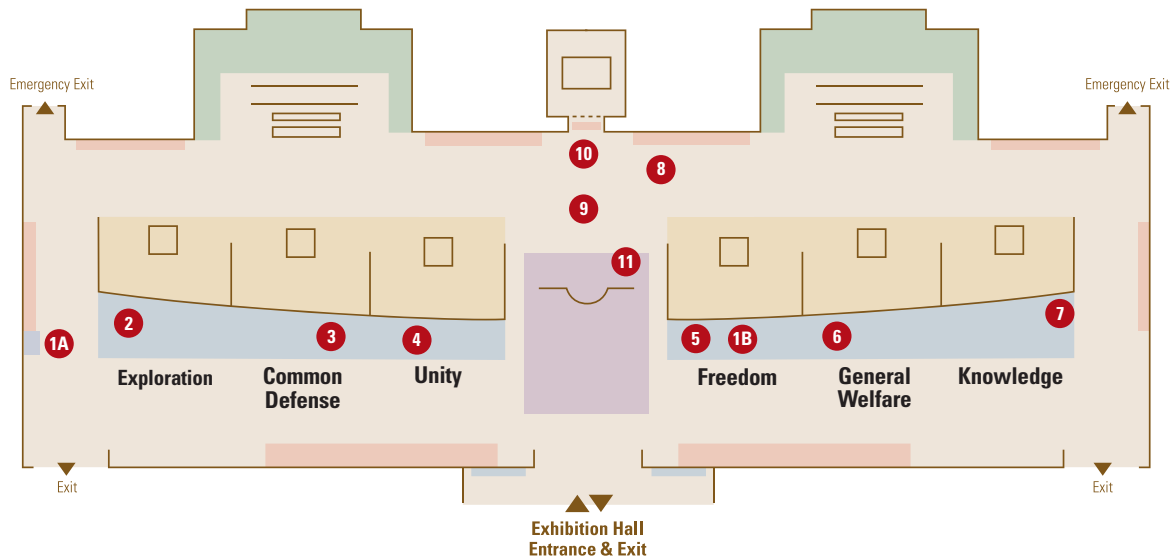 Emergency Exit
Emergency Exit
10
8
9
11
2
3
4
5
1B
6
7
1A
Exploration
Common
Defense
Unity
Freedom
General
Welfare
Knowledge
Exit
Exit
Exhibition Hall
Entrance & Exit